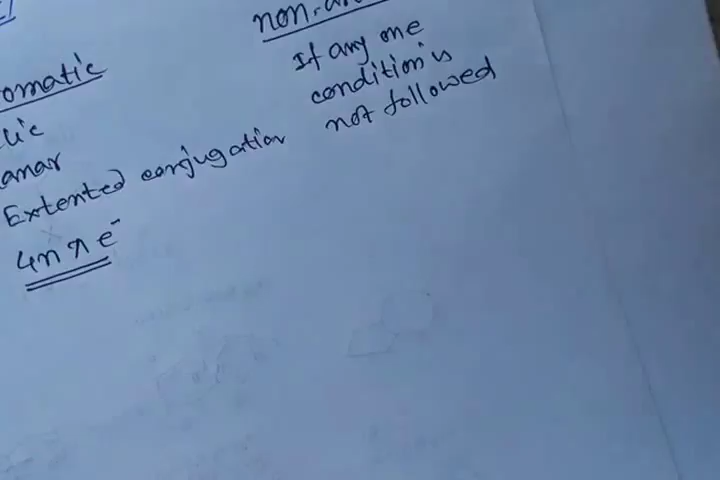 omatic
lic
anar
Extented conjugation
4n π e⁻
non-
If any one
condition is
not followed